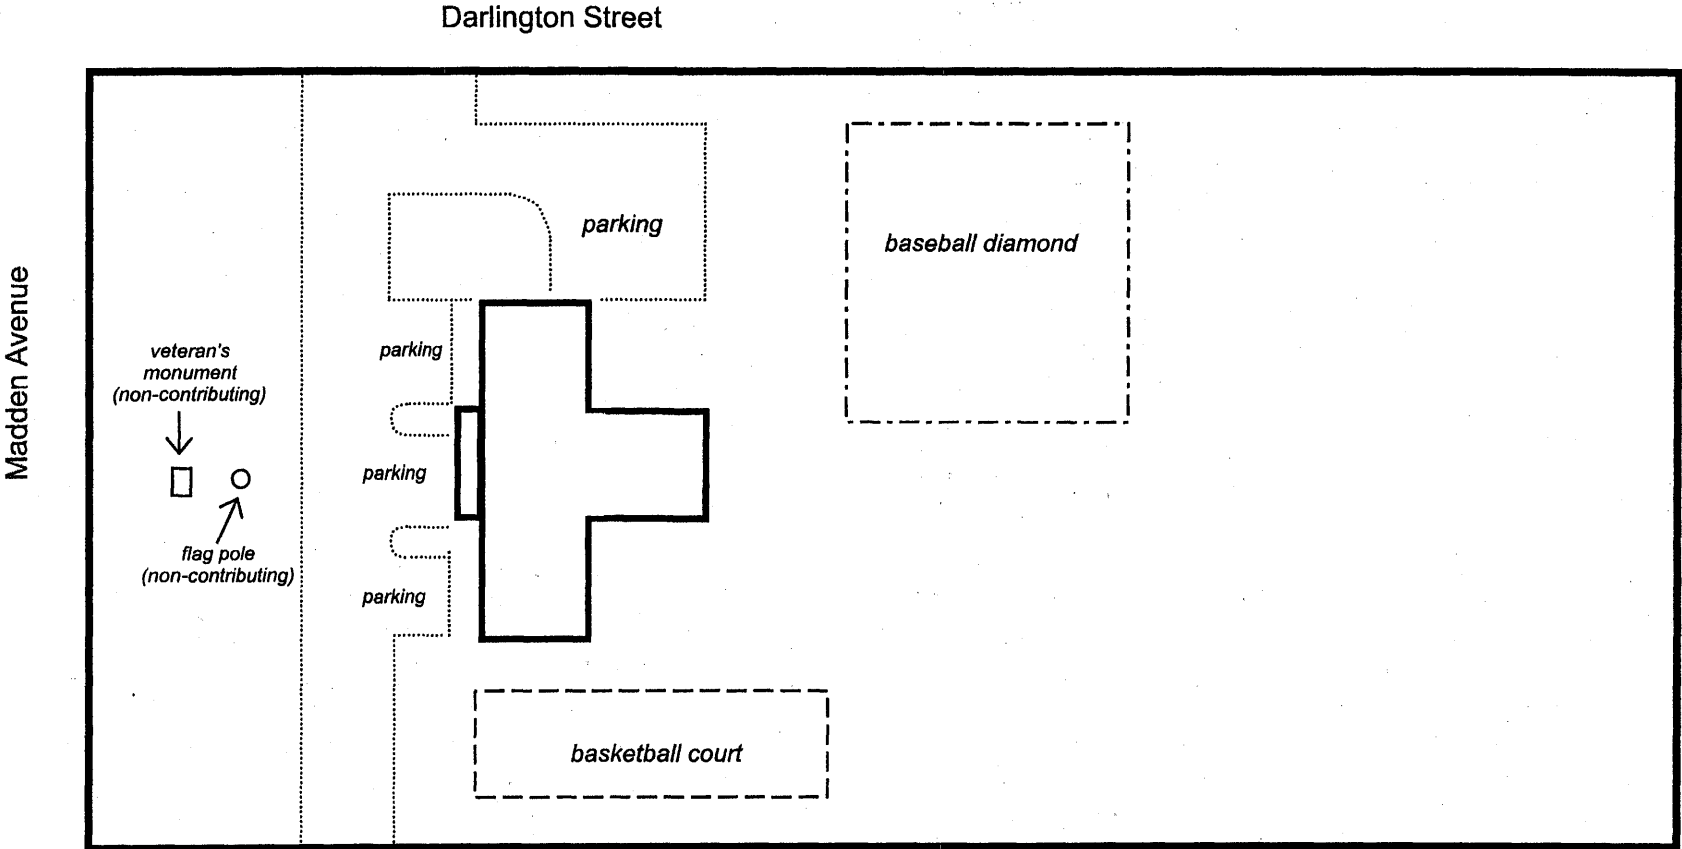 Darlington Street
Madden Avenue
parking
baseball diamond
veteran's
monument
(non-contributing)
parking
parking
flag pole
(non-contributing)
parking
basketball court